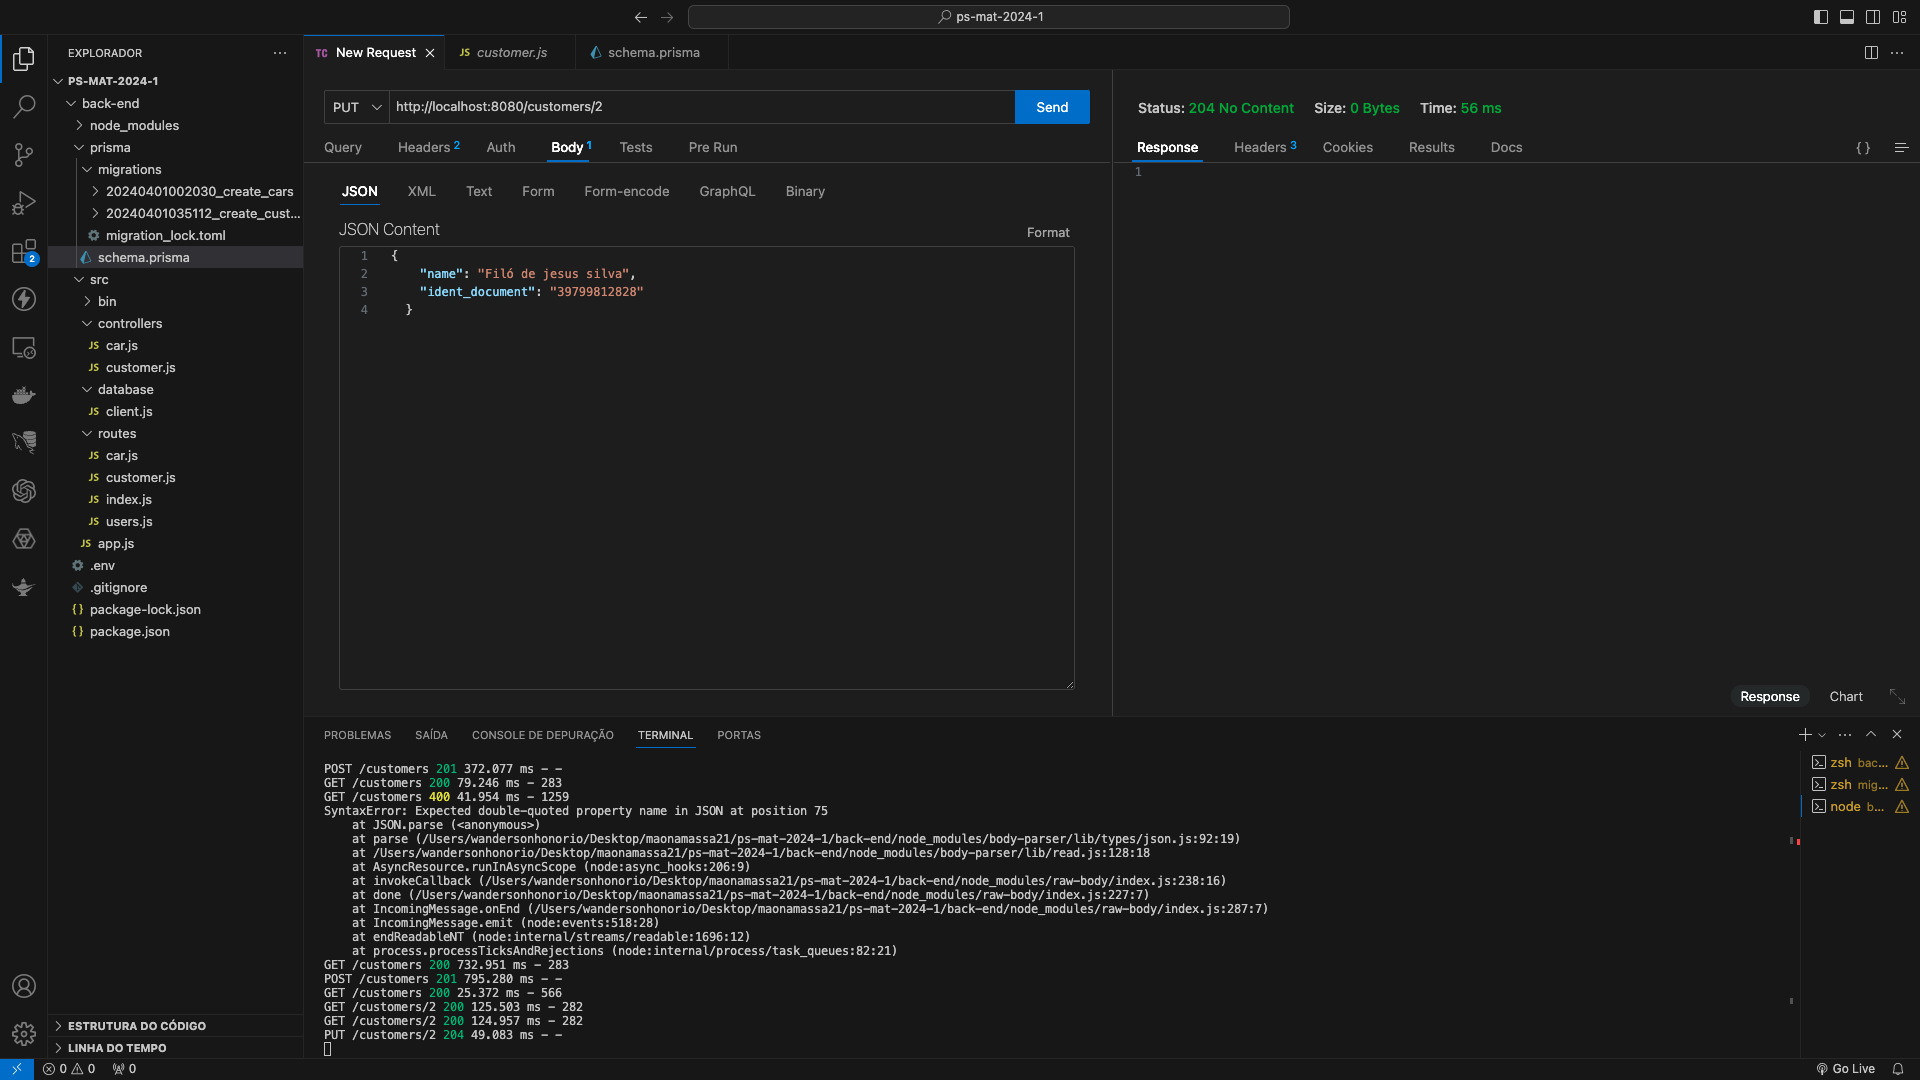 ps-mat-2024-1
EXPLORADOR
PS-MAT-2024-1
back-end
node_modules
prisma
migrations
20240401002030_create_cars
20240401035112_create_cust...
migration_lock.toml
schema.prisma
src
bin
controllers
JS car.js
JS customer.js
database
JS client.js
routes
JS car.js
JS customer.js
JS index.js
JS users.js
JS app.js
.env
.gitignore
{} package-lock.json
{} package.json
ESTRUTURA DO CÓDIGO
LINHA DO TEMPO
2
TC New Request
JS customer.js
schema.prisma
PUT http://localhost:8080/customers/2 Send
Query Headers 2 Auth Body 1 Tests Pre Run
JSON XML Text Form Form-encode GraphQL Binary
JSON Content
Format
1 {
2 "name": "Filó de jesus silva",
3 "ident_document": "39799812828"
4 }
Status: 204 No Content Size: 0 Bytes Time: 56 ms
Response Headers 3 Cookies Results Docs {}
1
Response Chart
PROBLEMAS SAÍDA CONSOLE DE DEPURAÇÃO TERMINAL PORTAS
POST /customers 201 372.077 ms - -
GET /customers 200 79.246 ms - 283
GET /customers 400 41.954 ms - 1259
SyntaxError: Expected double-quoted property name in JSON at position 75
at JSON.parse (<anonymous>)
at parse (/Users/wandersonhonorio/Desktop/maonamassa21/ps-mat-2024-1/back-end/node_modules/body-parser/lib/types/json.js:92:19)
at /Users/wandersonhonorio/Desktop/maonamassa21/ps-mat-2024-1/back-end/node_modules/body-parser/lib/read.js:128:18
at AsyncResource.runInAsyncScope (node:async_hooks:206:9)
at invokeCallback (/Users/wandersonhonorio/Desktop/maonamassa21/ps-mat-2024-1/back-end/node_modules/raw-body/index.js:238:16)
at done (/Users/wandersonhonorio/Desktop/maonamassa21/ps-mat-2024-1/back-end/node_modules/raw-body/index.js:227:7)
at IncomingMessage.onEnd (/Users/wandersonhonorio/Desktop/maonamassa21/ps-mat-2024-1/back-end/node_modules/raw-body/index.js:287:7)
at IncomingMessage.emit (node:events:518:28)
at endReadableNT (node:internal/streams/readable:1696:12)
at process.processTicksAndRejections (node:internal/process/task_queues:82:21)
GET /customers 200 732.951 ms - 283
POST /customers 201 795.280 ms - -
GET /customers 200 25.372 ms - 566
GET /customers/2 200 125.503 ms - 282
GET /customers/2 200 124.957 ms - 282
PUT /customers/2 204 49.083 ms - -
zsh bac...
zsh mig...
node b...
0 0 0
Go Live